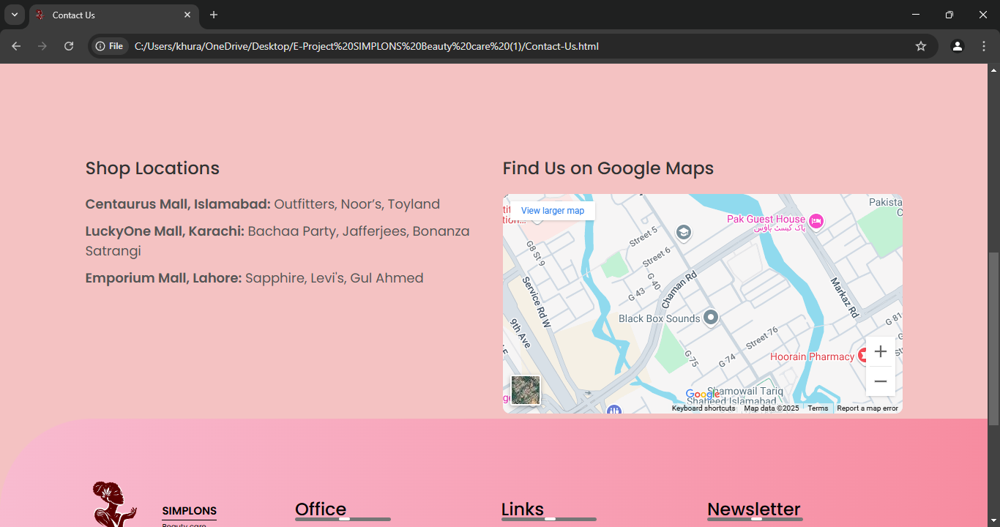 Contact Us
File
C:/Users/khura/OneDrive/Desktop/E-Project%20SIMPLONS%20Beauty%20care%20(1)/Contact-Us.html
Shop Locations
Centaurus Mall, Islamabad: Outfitters, Noor’s, Toyland
LuckyOne Mall, Karachi: Bachaa Party, Jafferjees, Bonanza
Satrangi
Emporium Mall, Lahore: Sapphire, Levi's, Gul Ahmed
Find Us on Google Maps
View larger map
Pak Guest House
پاک گیسٹ ہاؤس
Street 5
Street 6
G8 St 9
G 40
G 43
Chaman Rd
Service Rd W
Markaz Rd
Black Box Sounds
9th Ave
G 81
Street 76
G 75
G 74
Hoorain Pharmacy
Shamowail Tariq
Shaheed Islamabad
Google
Keyboard shortcuts
Map data ©2025
Terms
Report a map error
SIMPLONS
Beauty care
Office
Links
Newsletter